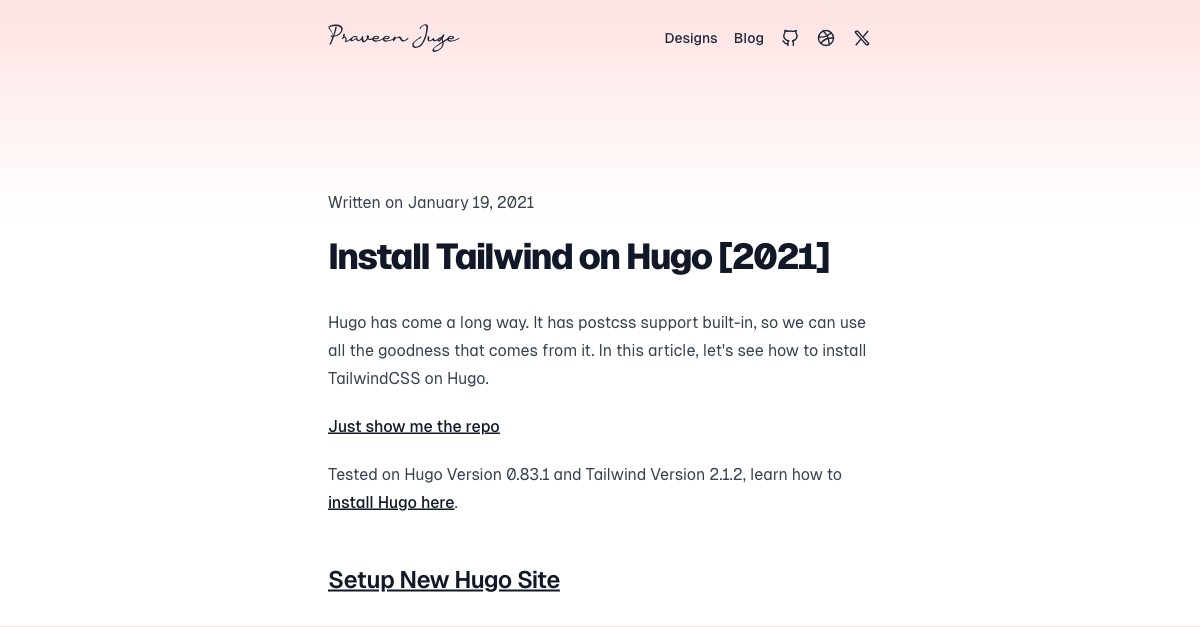 Praveen Juge
Designs Blog
Written on January 19, 2021
Install Tailwind on Hugo [2021]
Hugo has come a long way. It has postcss support built-in, so we can use
all the goodness that comes from it. In this article, let's see how to install
TailwindCSS on Hugo.
Just show me the repo
Tested on Hugo Version 0.83.1 and Tailwind Version 2.1.2, learn how to
install Hugo here.
Setup New Hugo Site